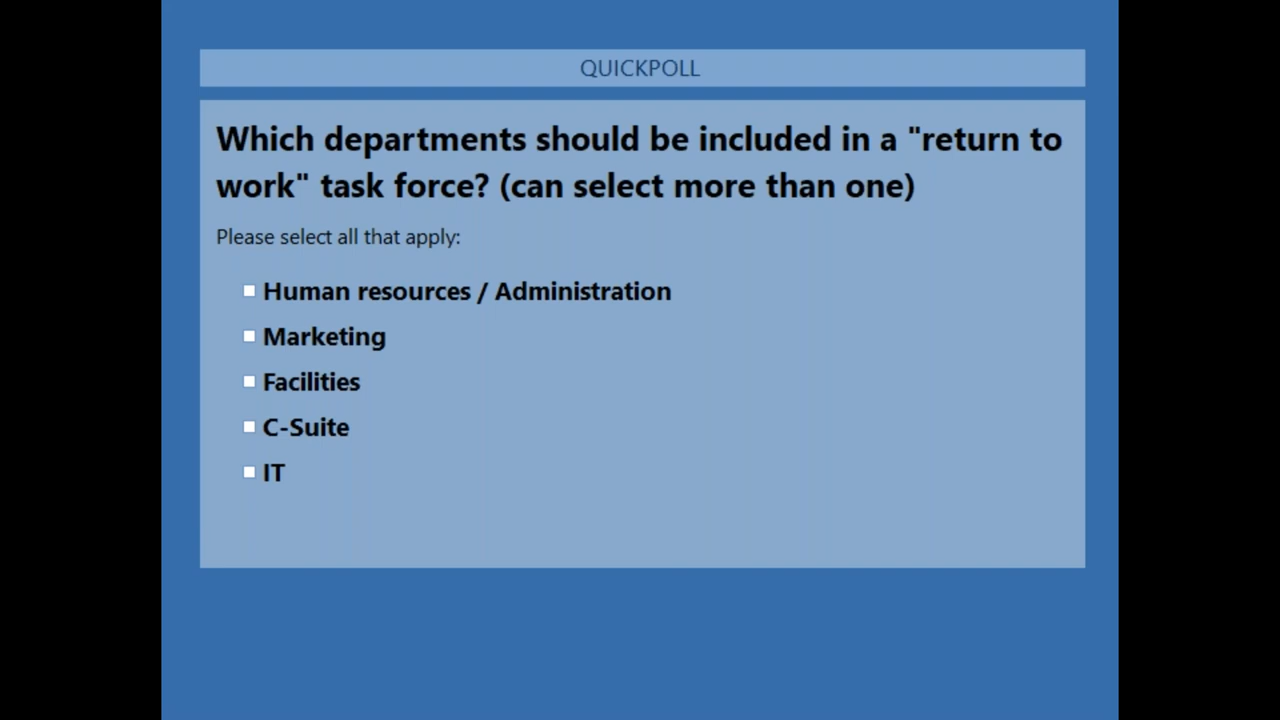 QUICKPOLL
Which departments should be included in a "return to
work" task force? (can select more than one)
Please select all that apply:
Human resources / Administration
Marketing
Facilities
C-Suite
IT